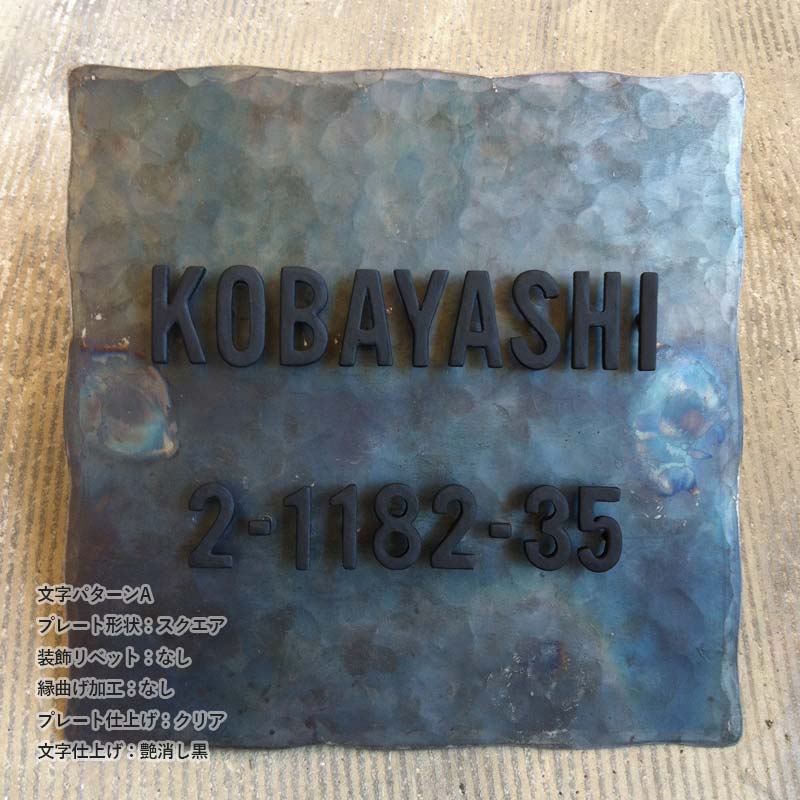 KOBAYASHI
2-1182-35
文字パターンA
プレート形状：スクエア
装飾リベット：なし
縁曲げ加工：なし
プレート仕上げ：クリア
文字仕上げ：艶消し黒